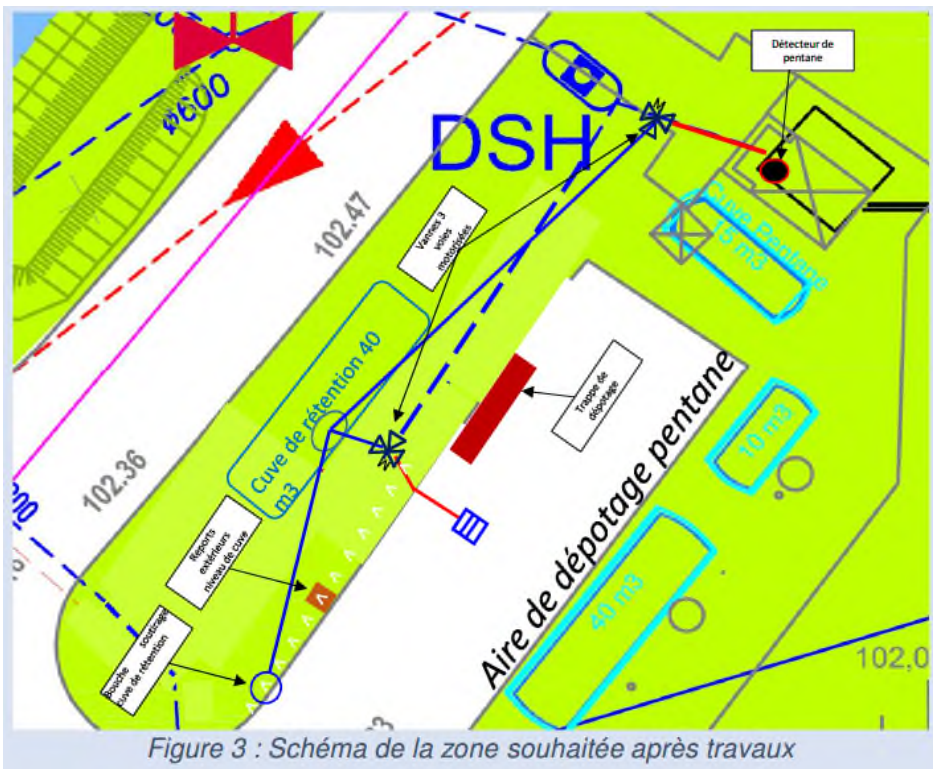 Détecteur de
pentane
ø600
DSH
102.47
Vannes 3
voies
motorisées
Cuve Pentane
15 m3
Cuve de rétention 40
m3
Trappe de
dépotage
102.36
Reports
extérieurs
niveau de cuve
Bouche soutirage
cuve de rétention
Aire de dépotage pentane
10 m3
40 m3
102,0
Figure 3 : Schéma de la zone souhaitée après travaux